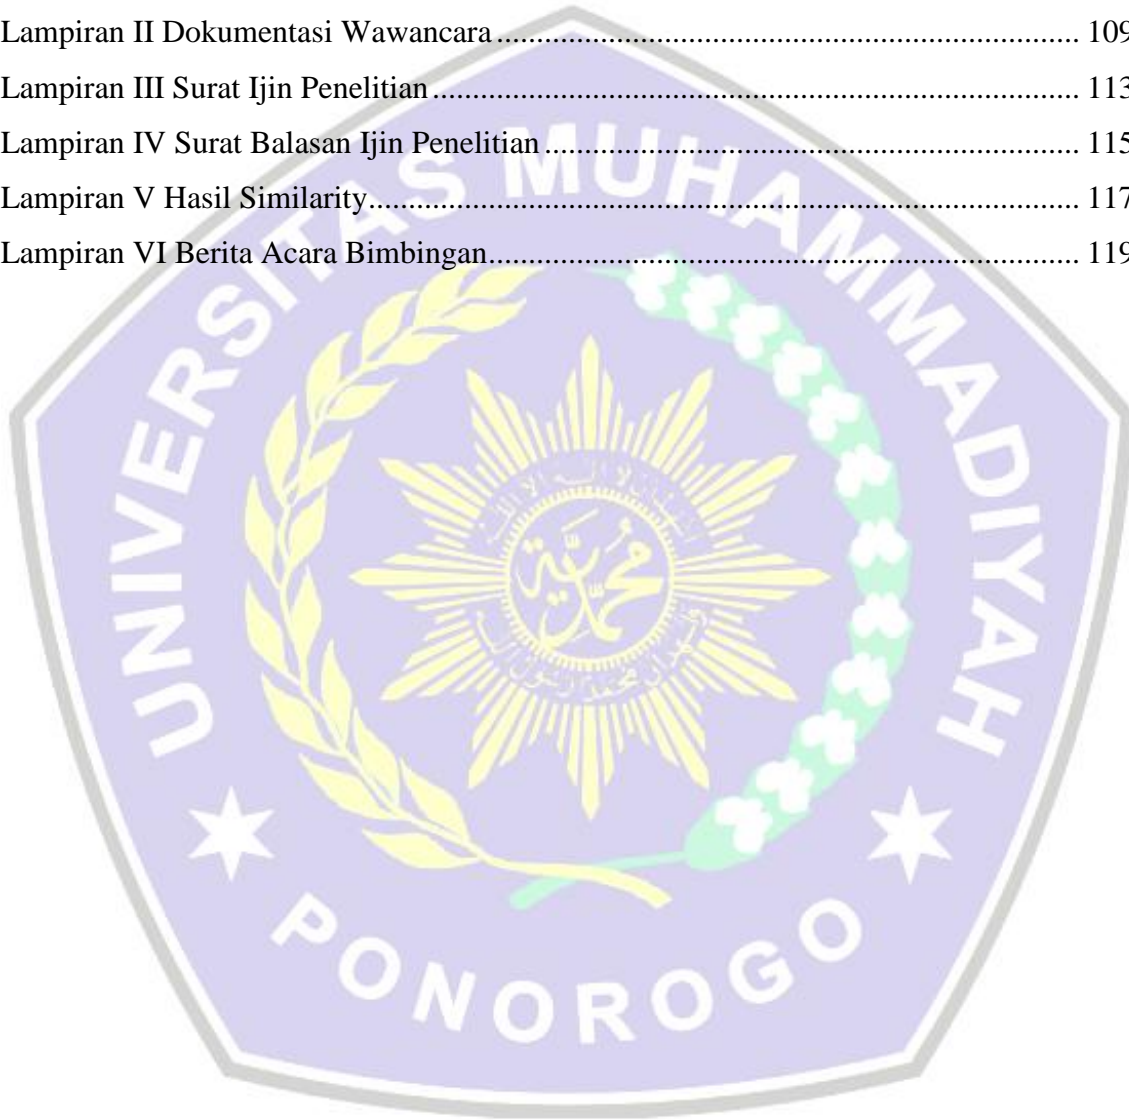 Lampiran II Dokumentasi Wawancara ........................................................................ 109
Lampiran III Surat Ijin Penelitian ................................................................................ 113
Lampiran IV Surat Balasan Ijin Penelitian .................................................................. 115
Lampiran V Hasil Similarity........................................................................................ 117
Lampiran VI Berita Acara Bimbingan......................................................................... 119
UNIVERSITAS MUHAMMADIYAH
محمدية
PONOROGO